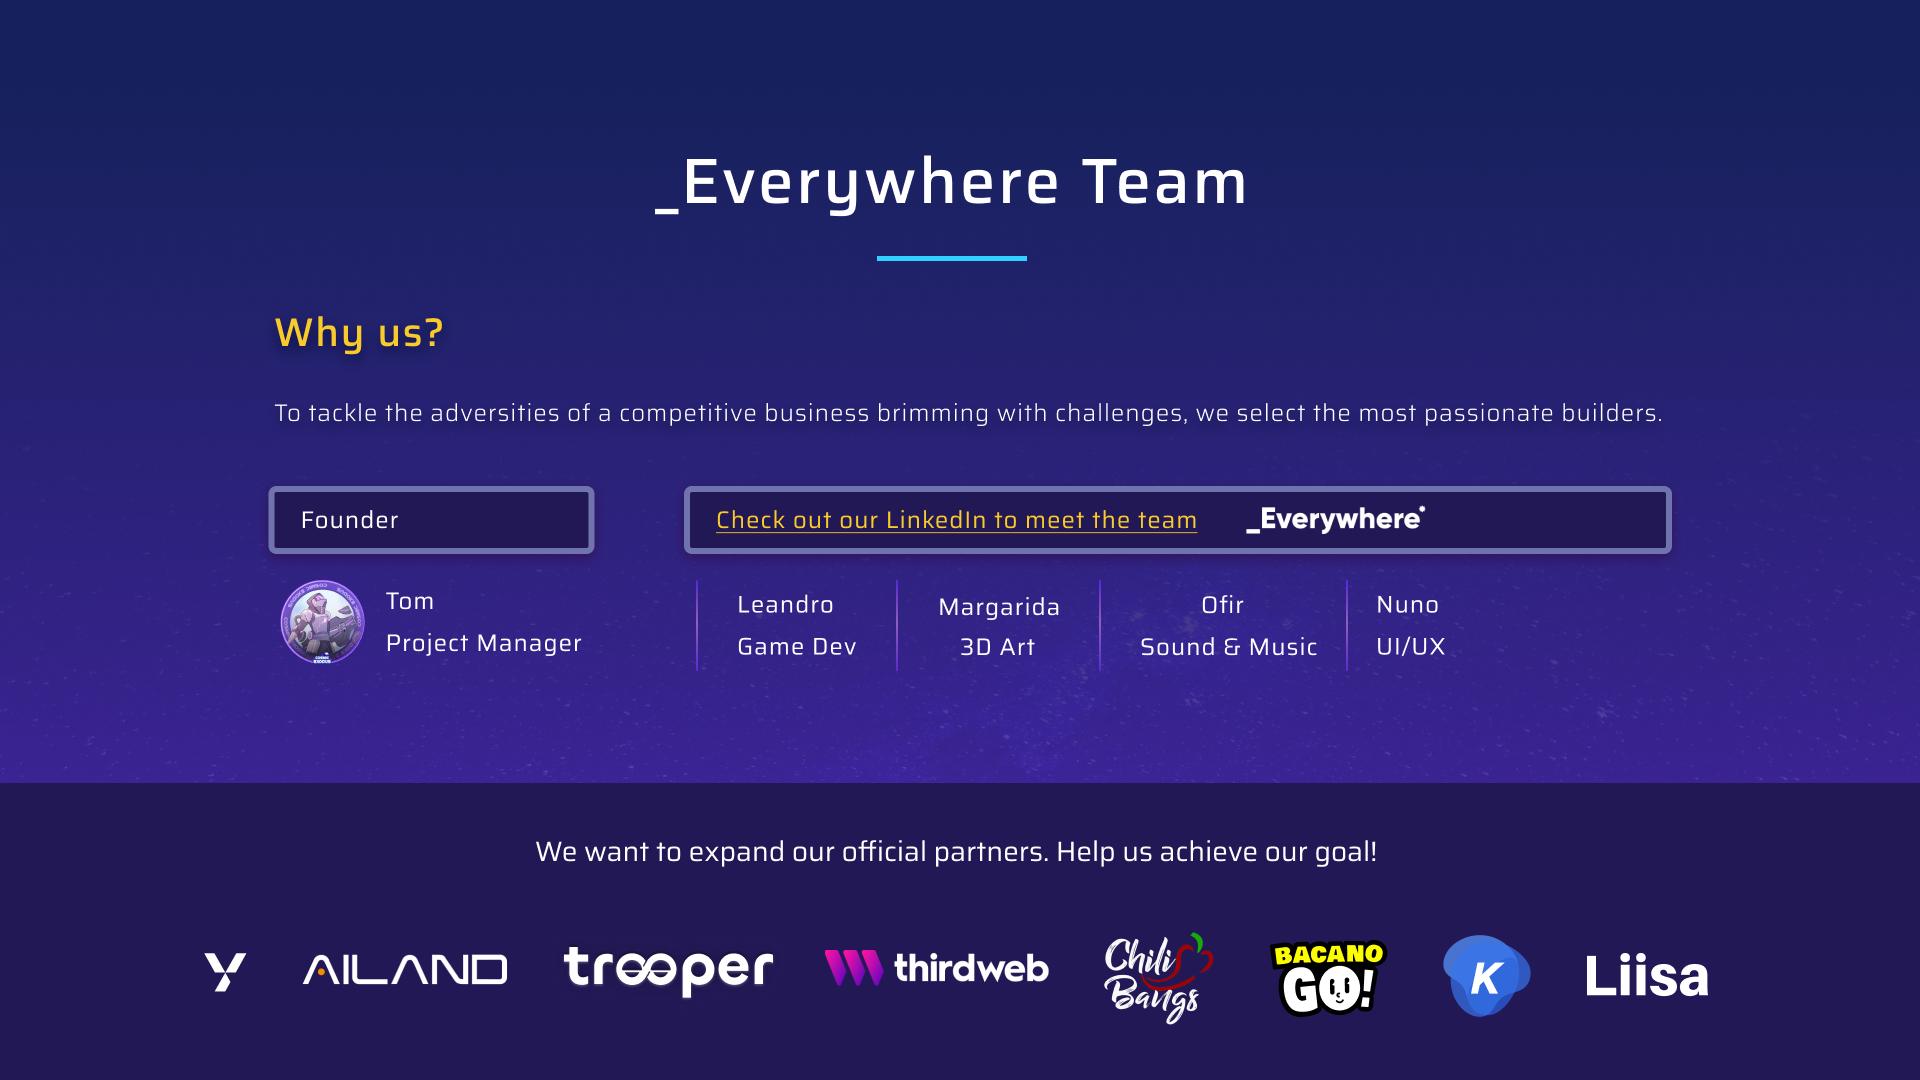 _Everywhere Team
Why us?
To tackle the adversities of a competitive business brimming with challenges, we select the most passionate builders.
Founder
Check out our LinkedIn to meet the team
_Everywhere*
Tom
Project Manager
Leandro
Game Dev
Margarida
3D Art
Ofir
Sound & Music
Nuno
UI/UX
COSMIC EXODUS
We want to expand our official partners. Help us achieve our goal!
Y
AILAND
trooper
thirdweb
Chili Bangs
BACANO GO!
K
Liisa